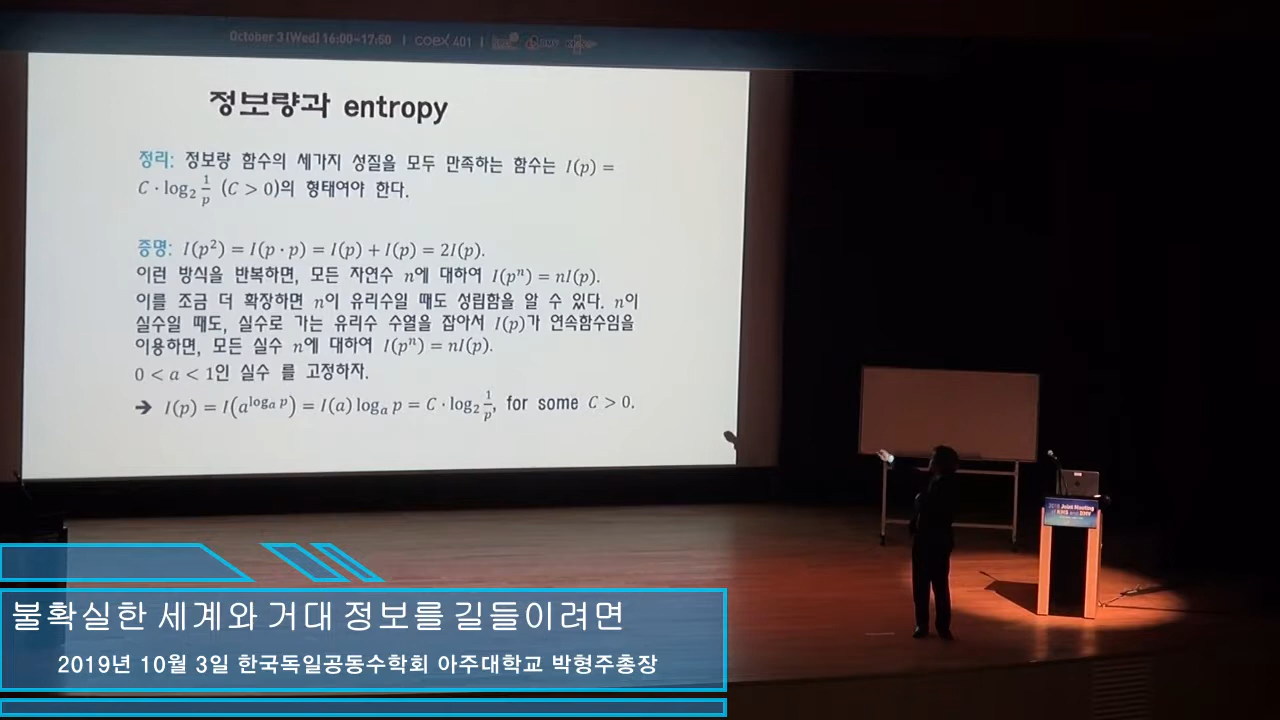 October 3 (Wed) 16:00~17:50 | coex 401 |
정보량과 entropy
정리: 정보량 함수의 세가지 성질을 모두 만족하는 함수는 I(p) =
C · log₂ 1/p (C > 0)의 형태여야 한다.
증명: I(p²) = I(p · p) = I(p) + I(p) = 2I(p).
이런 방식을 반복하면, 모든 자연수 n에 대하여 I(pⁿ) = nI(p).
이를 조금 더 확장하면 n이 유리수일 때도 성립함을 알 수 있다. n이
실수일 때도, 실수로 가는 유리수 수열을 잡아서 I(p)가 연속함수임을
이용하면, 모든 실수 n에 대하여 I(pⁿ) = nI(p).
0 < a < 1인 실수 를 고정하자.
➔ I(p) = I(a^(logₐ p)) = I(a) logₐ p = C · log₂ 1/p, for some C > 0.
Joint Meeting
불확실한 세계와 거대 정보를 길들이려면
2019년 10월 3일 한국독일공동수학회 아주대학교 박형주총장